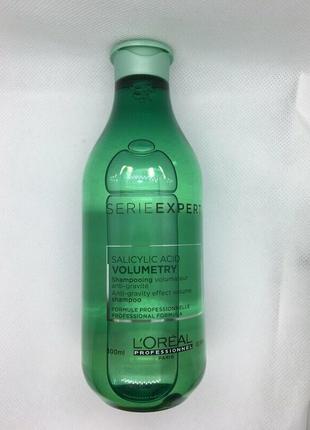 SERIE EXPERT
SALICYLIC ACID
VOLUMETRY
Shampooing volumateur
anti-gravité
Anti-gravity effect volume
shampoo
FORMULE PROFESSIONNELLE
PROFESSIONAL FORMULA
300ml
L'ORÉAL
PROFESSIONNEL
PARIS